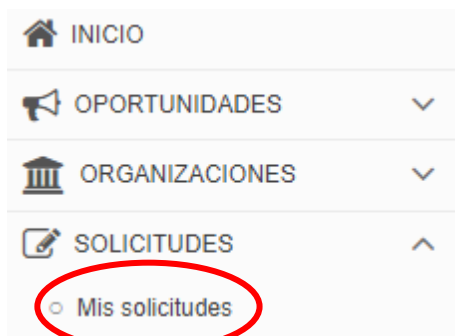 INICIO
OPORTUNIDADES
ORGANIZACIONES
SOLICITUDES
Mis solicitudes